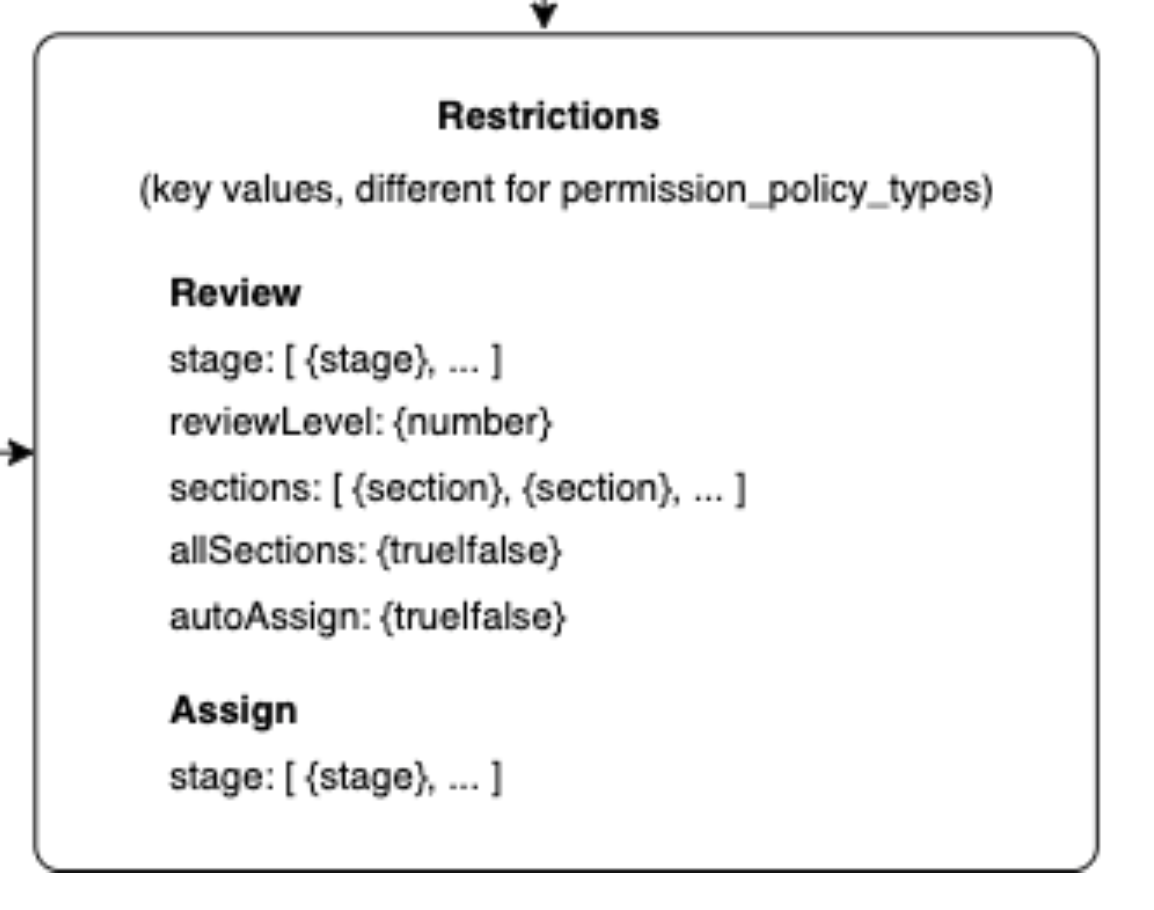 Restrictions
(key values, different for permission_policy_types)
Review
stage: [ {stage}, ... ]
reviewLevel: {number}
sections: [ {section}, {section}, ... ]
allSections: {true|false}
autoAssign: {true|false}
Assign
stage: [ {stage}, ... ]